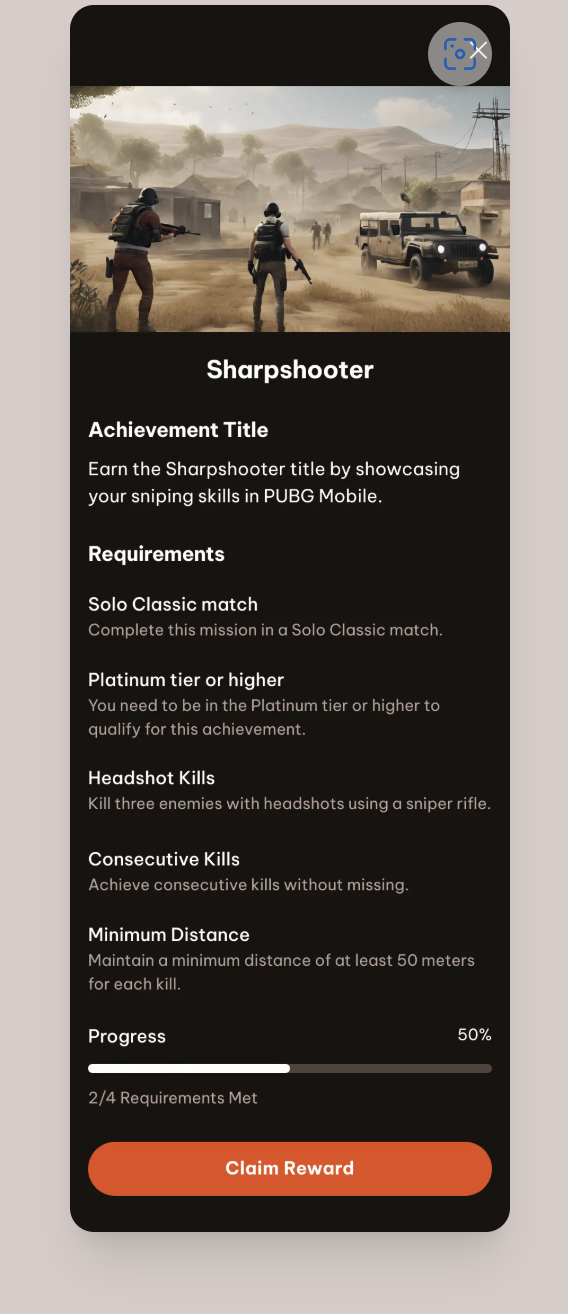 Sharpshooter
Achievement Title
Earn the Sharpshooter title by showcasing
your sniping skills in PUBG Mobile.
Requirements
Solo Classic match
Complete this mission in a Solo Classic match.
Platinum tier or higher
You need to be in the Platinum tier or higher to
qualify for this achievement.
Headshot Kills
Kill three enemies with headshots using a sniper rifle.
Consecutive Kills
Achieve consecutive kills without missing.
Minimum Distance
Maintain a minimum distance of at least 50 meters
for each kill.
Progress 50%
2/4 Requirements Met
Claim Reward